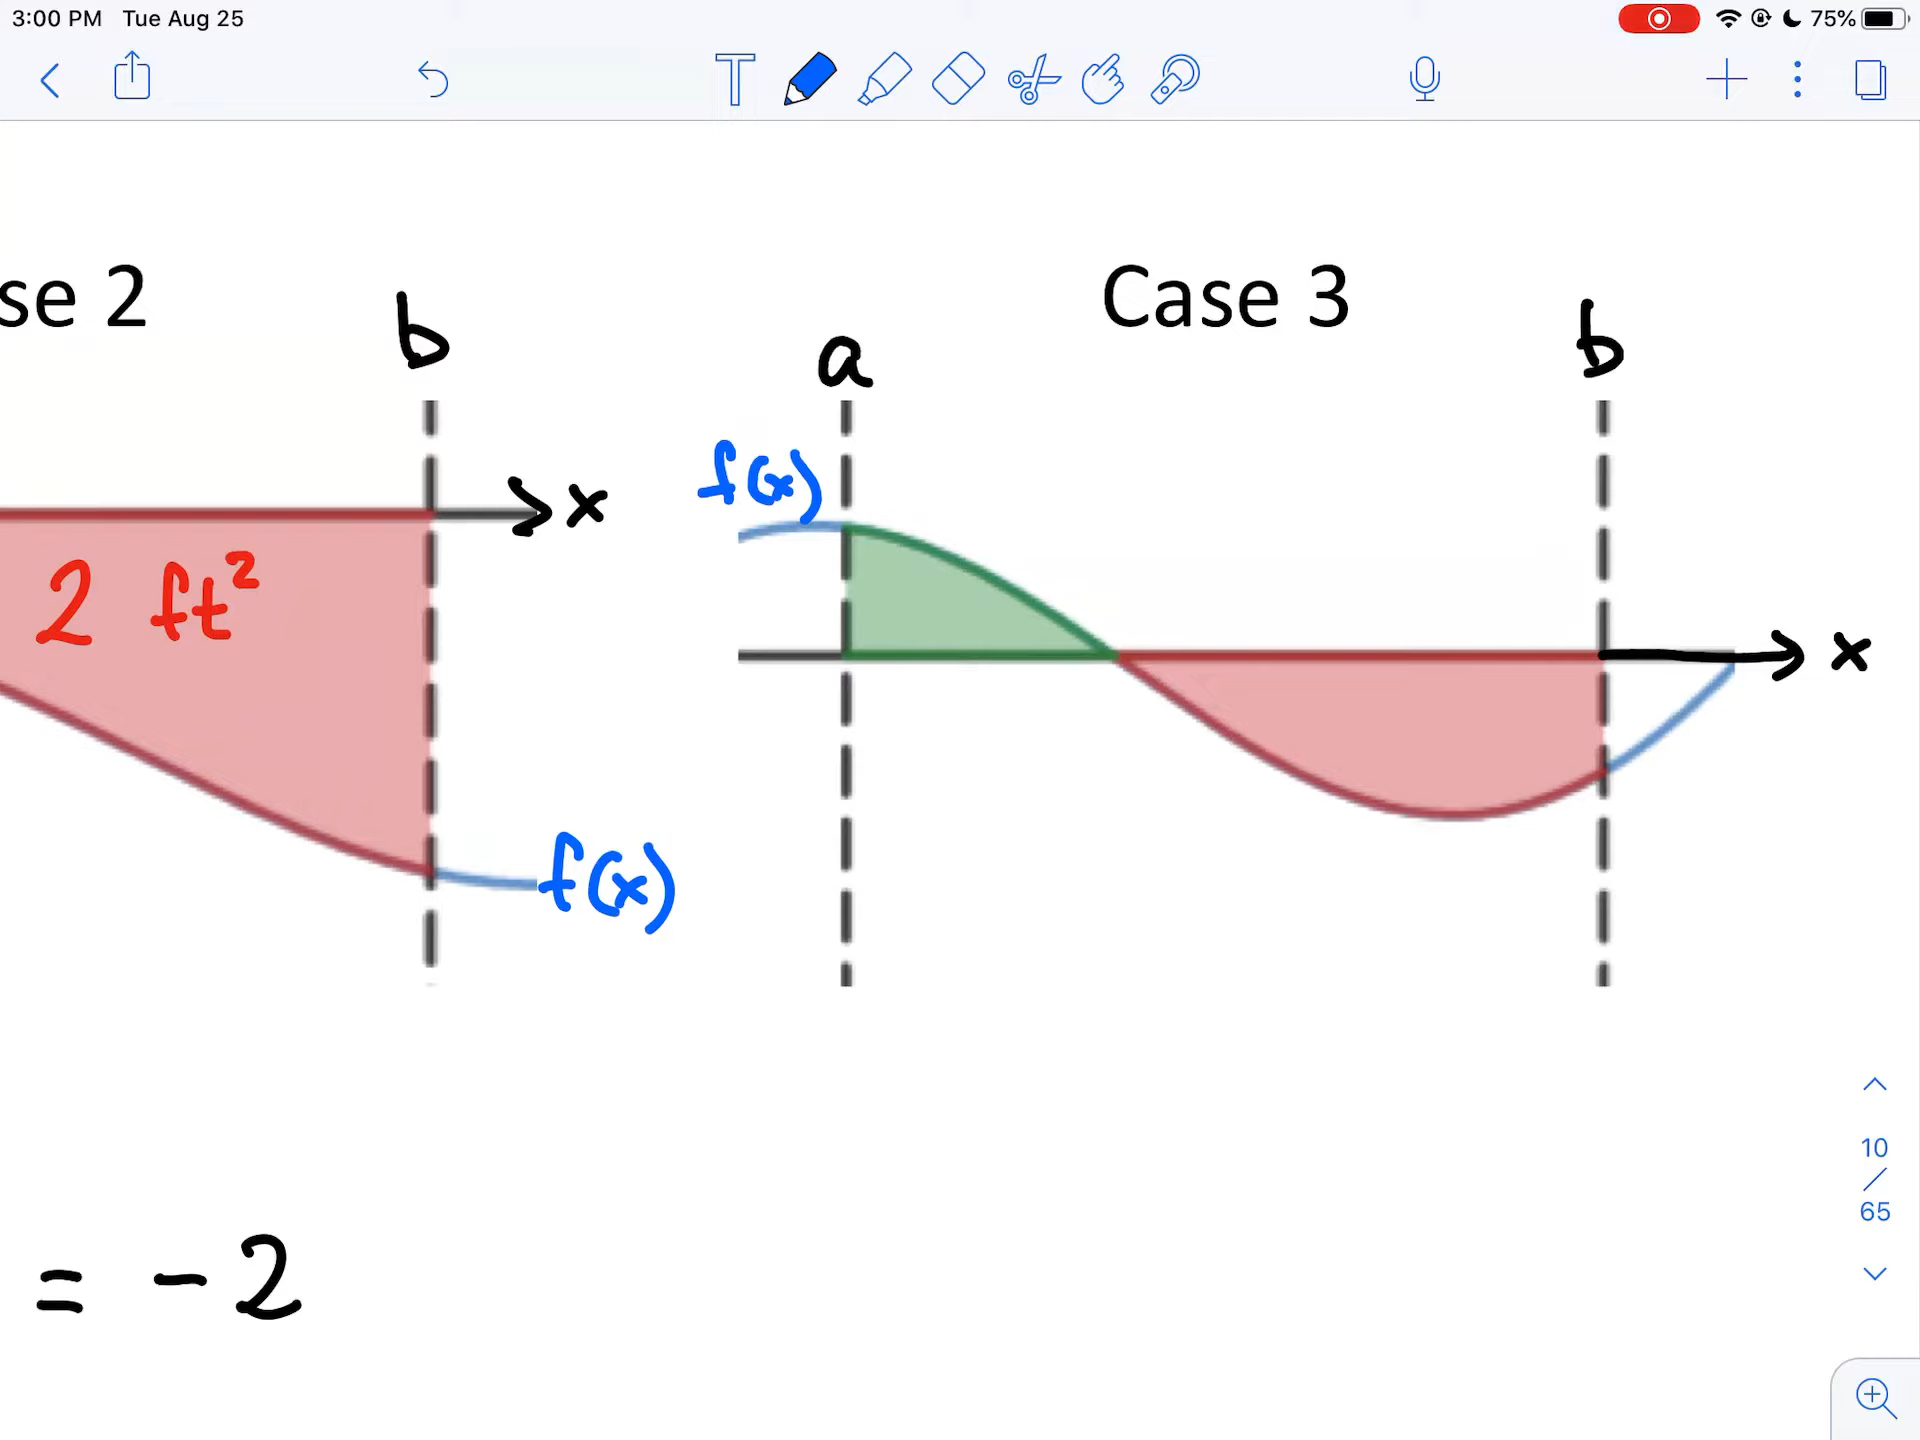 3:00 PM Tue Aug 25
75%
se 2
Case 3
b
a
b
f(x)
x
2 ft²
x
f(x)
10
/
65
= -2